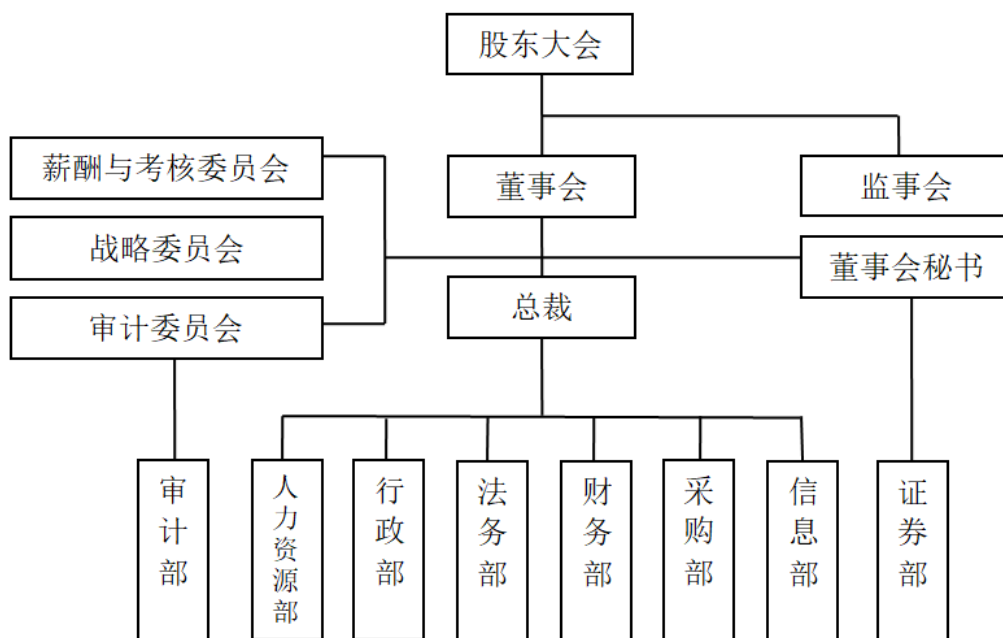 股东大会
薪酬与考核委员会
董事会
监事会
战略委员会
董事会秘书
审计委员会
总裁
审计部
人力资源部
行政部
法务部
财务部
采购部
信息部
证券部